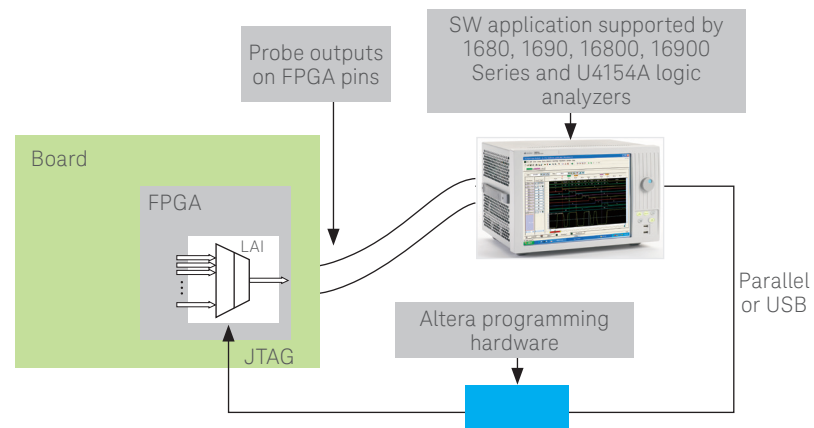 Probe outputs
on FPGA pins
SW application supported by
1680, 1690, 16800, 16900
Series and U4154A logic
analyzers
Board
FPGA
LAI
Parallel
or USB
Altera programming
hardware
JTAG